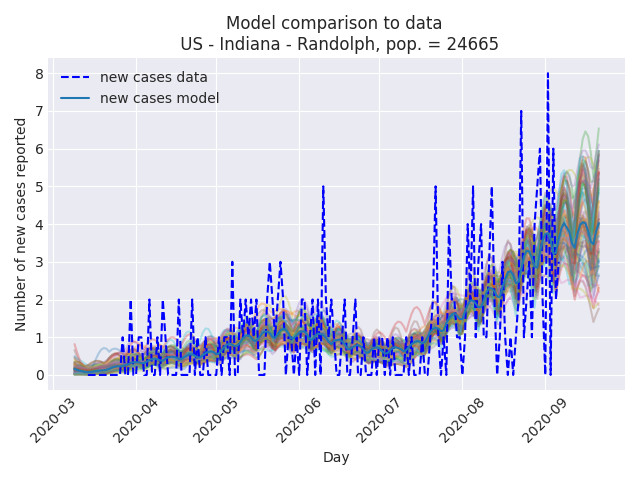 Model comparison to data
US - Indiana - Randolph, pop. = 24665
new cases data
new cases model
Number of new cases reported
8
7
6
5
4
3
2
1
0
2020-03
2020-04
2020-05
2020-06
2020-07
2020-08
2020-09
Day